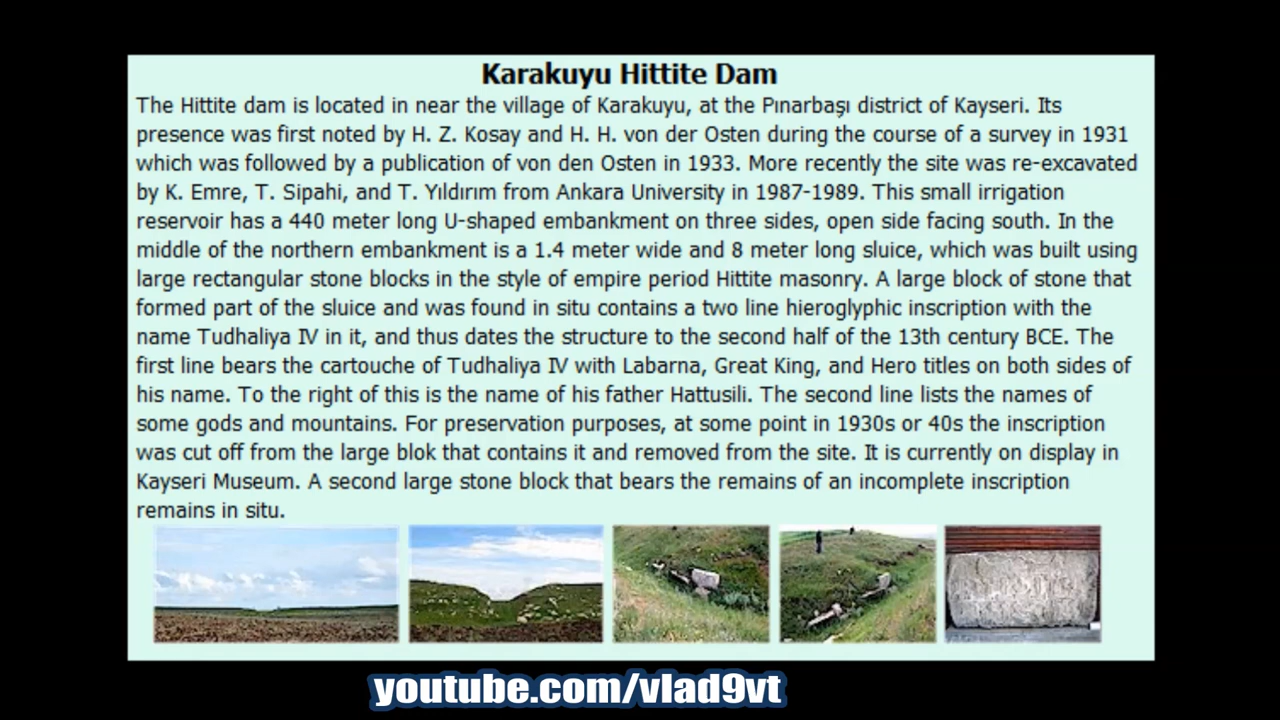 Karakuyu Hittite Dam
The Hittite dam is located in near the village of Karakuyu, at the Pınarbaşı district of Kayseri. Its
presence was first noted by H. Z. Kosay and H. H. von der Osten during the course of a survey in 1931
which was followed by a publication of von den Osten in 1933. More recently the site was re-excavated
by K. Emre, T. Sipahi, and T. Yıldırım from Ankara University in 1987-1989. This small irrigation
reservoir has a 440 meter long U-shaped embankment on three sides, open side facing south. In the
middle of the northern embankment is a 1.4 meter wide and 8 meter long sluice, which was built using
large rectangular stone blocks in the style of empire period Hittite masonry. A large block of stone that
formed part of the sluice and was found in situ contains a two line hieroglyphic inscription with the
name Tudhaliya IV in it, and thus dates the structure to the second half of the 13th century BCE. The
first line bears the cartouche of Tudhaliya IV with Labarna, Great King, and Hero titles on both sides of
his name. To the right of this is the name of his father Hattusili. The second line lists the names of
some gods and mountains. For preservation purposes, at some point in 1930s or 40s the inscription
was cut off from the large blok that contains it and removed from the site. It is currently on display in
Kayseri Museum. A second large stone block that bears the remains of an incomplete inscription
remains in situ.
youtube.com/vlad9vt